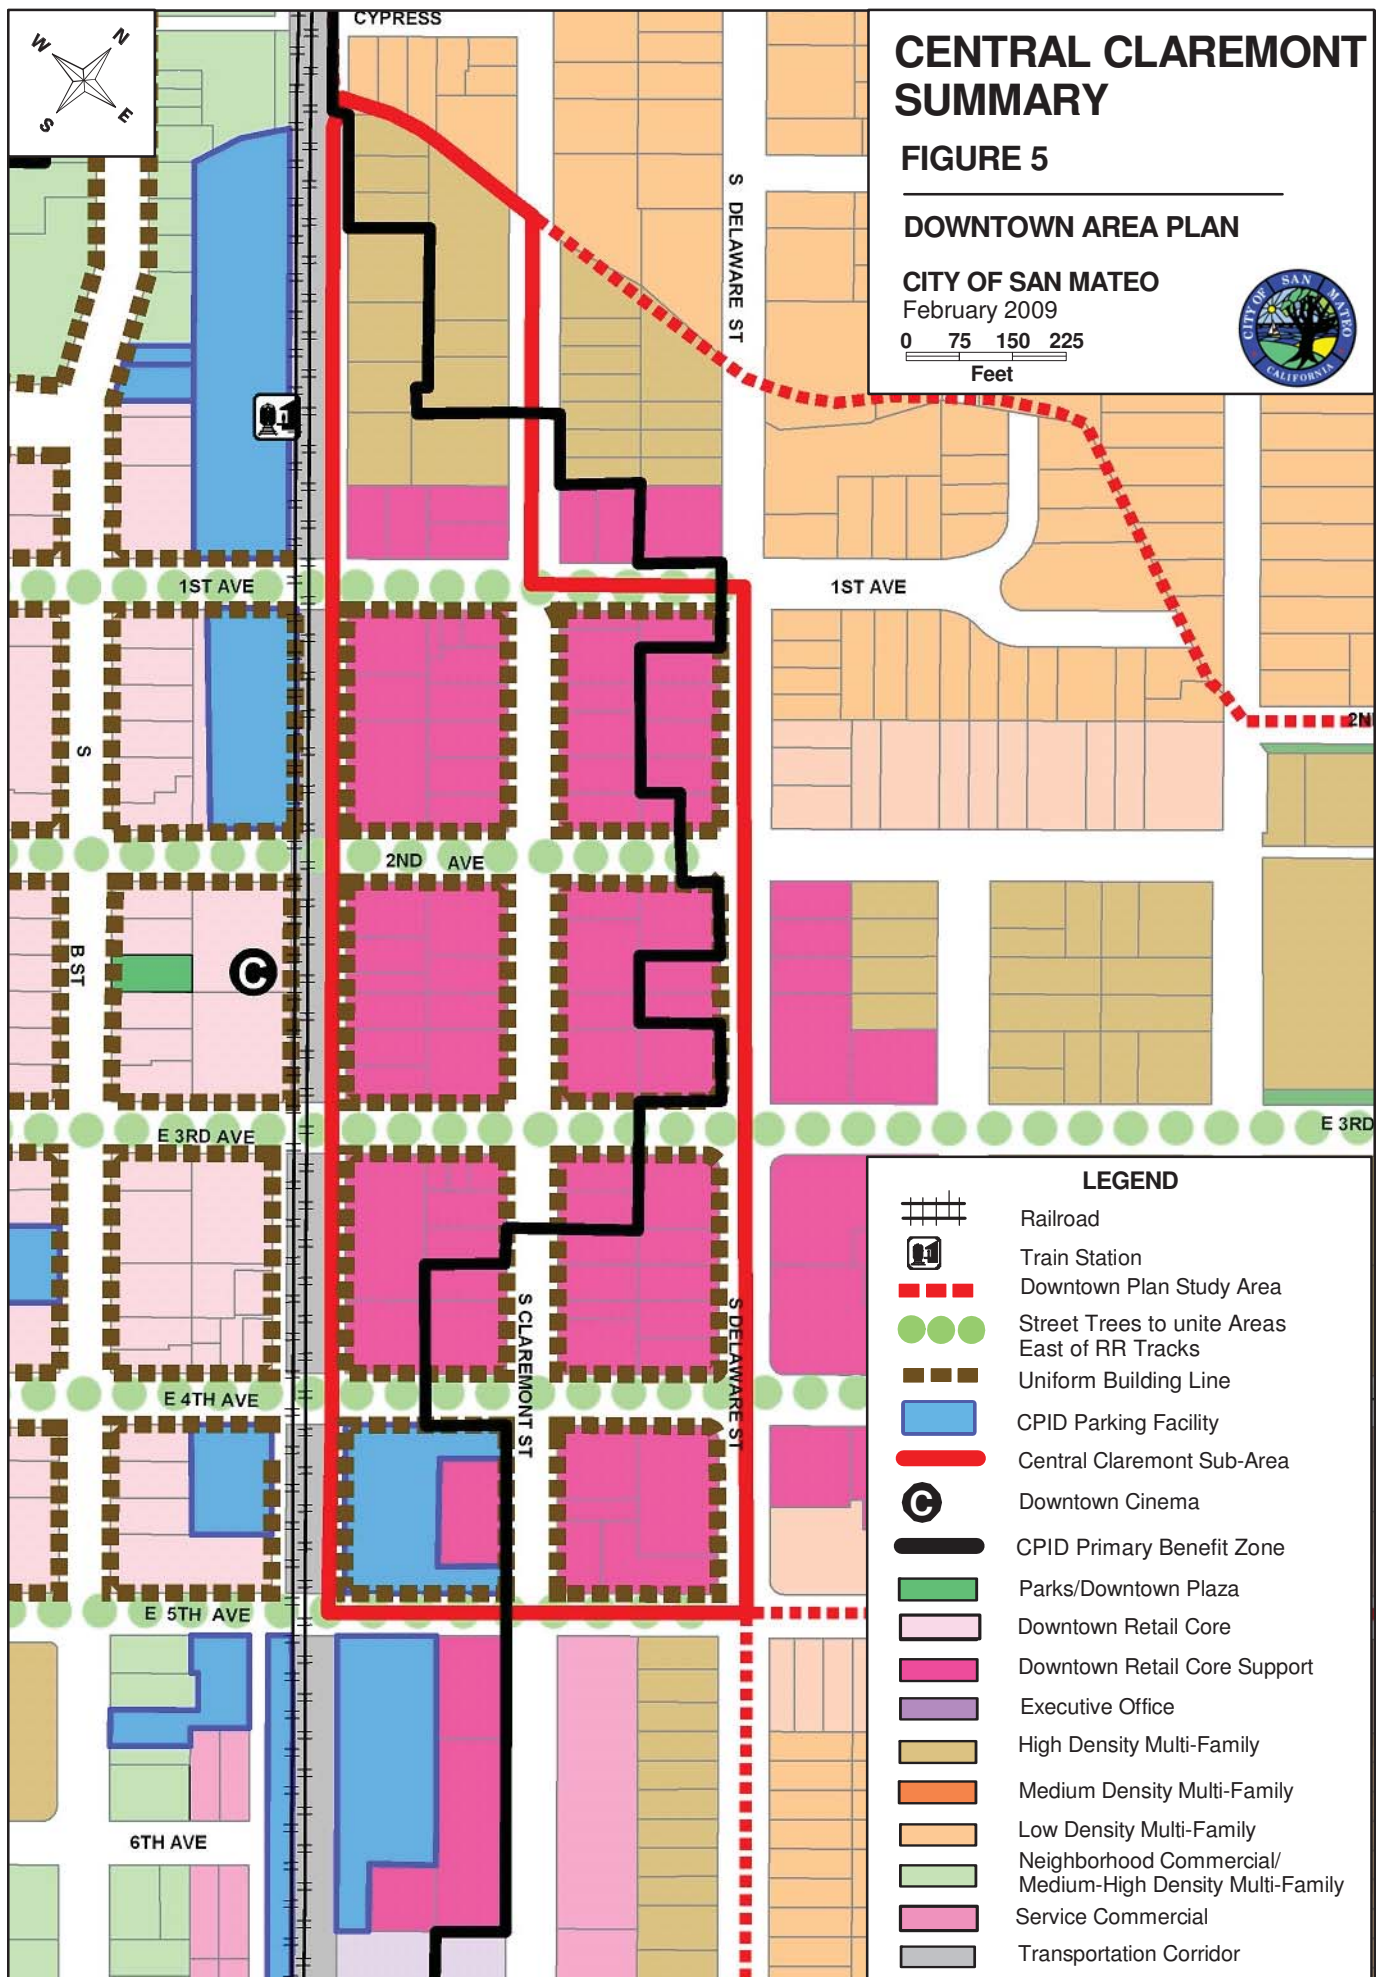 CYPRESS
W
N
S
E
CENTRAL CLAREMONT
SUMMARY
FIGURE 5
DOWNTOWN AREA PLAN
CITY OF SAN MATEO
February 2009
0 75 150 225
Feet
CITY OF SAN MATEO
CALIFORNIA
S DELAWARE ST
1ST AVE
1ST AVE
2N
S
B ST
2ND AVE
C
E 3RD AVE
E 3RD
S CLAREMONT ST
S DELAWARE ST
E 4TH AVE
E 5TH AVE
6TH AVE
LEGEND
Railroad
Train Station
Downtown Plan Study Area
Street Trees to unite Areas
East of RR Tracks
Uniform Building Line
CPID Parking Facility
Central Claremont Sub-Area
C
Downtown Cinema
CPID Primary Benefit Zone
Parks/Downtown Plaza
Downtown Retail Core
Downtown Retail Core Support
Executive Office
High Density Multi-Family
Medium Density Multi-Family
Low Density Multi-Family
Neighborhood Commercial/
Medium-High Density Multi-Family
Service Commercial
Transportation Corridor